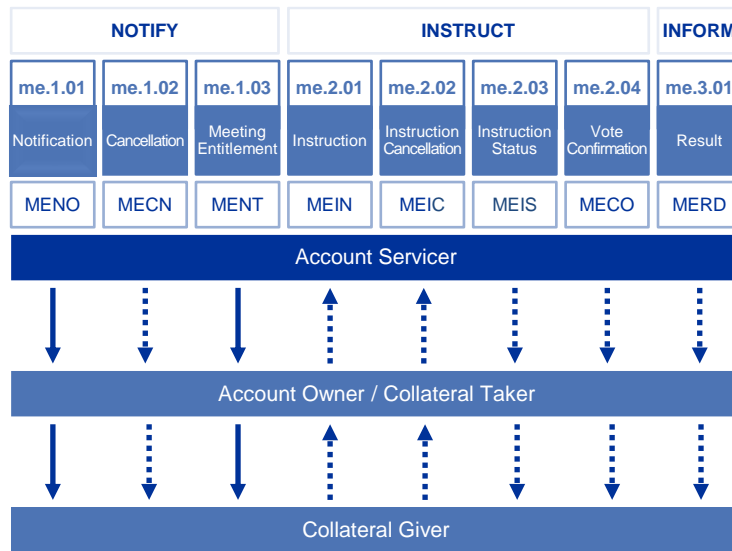 NOTIFY INSTRUCT INFORM
me.1.01 me.1.02 me.1.03 me.2.01 me.2.02 me.2.03 me.2.04 me.3.01
Notification Cancellation Meeting Entitlement Instruction Instruction Cancellation Instruction Status Vote Confirmation Result
MENO MECN MENT MEIN MEIC MEIS MECO MERD
Account Servicer
Account Owner / Collateral Taker
Collateral Giver